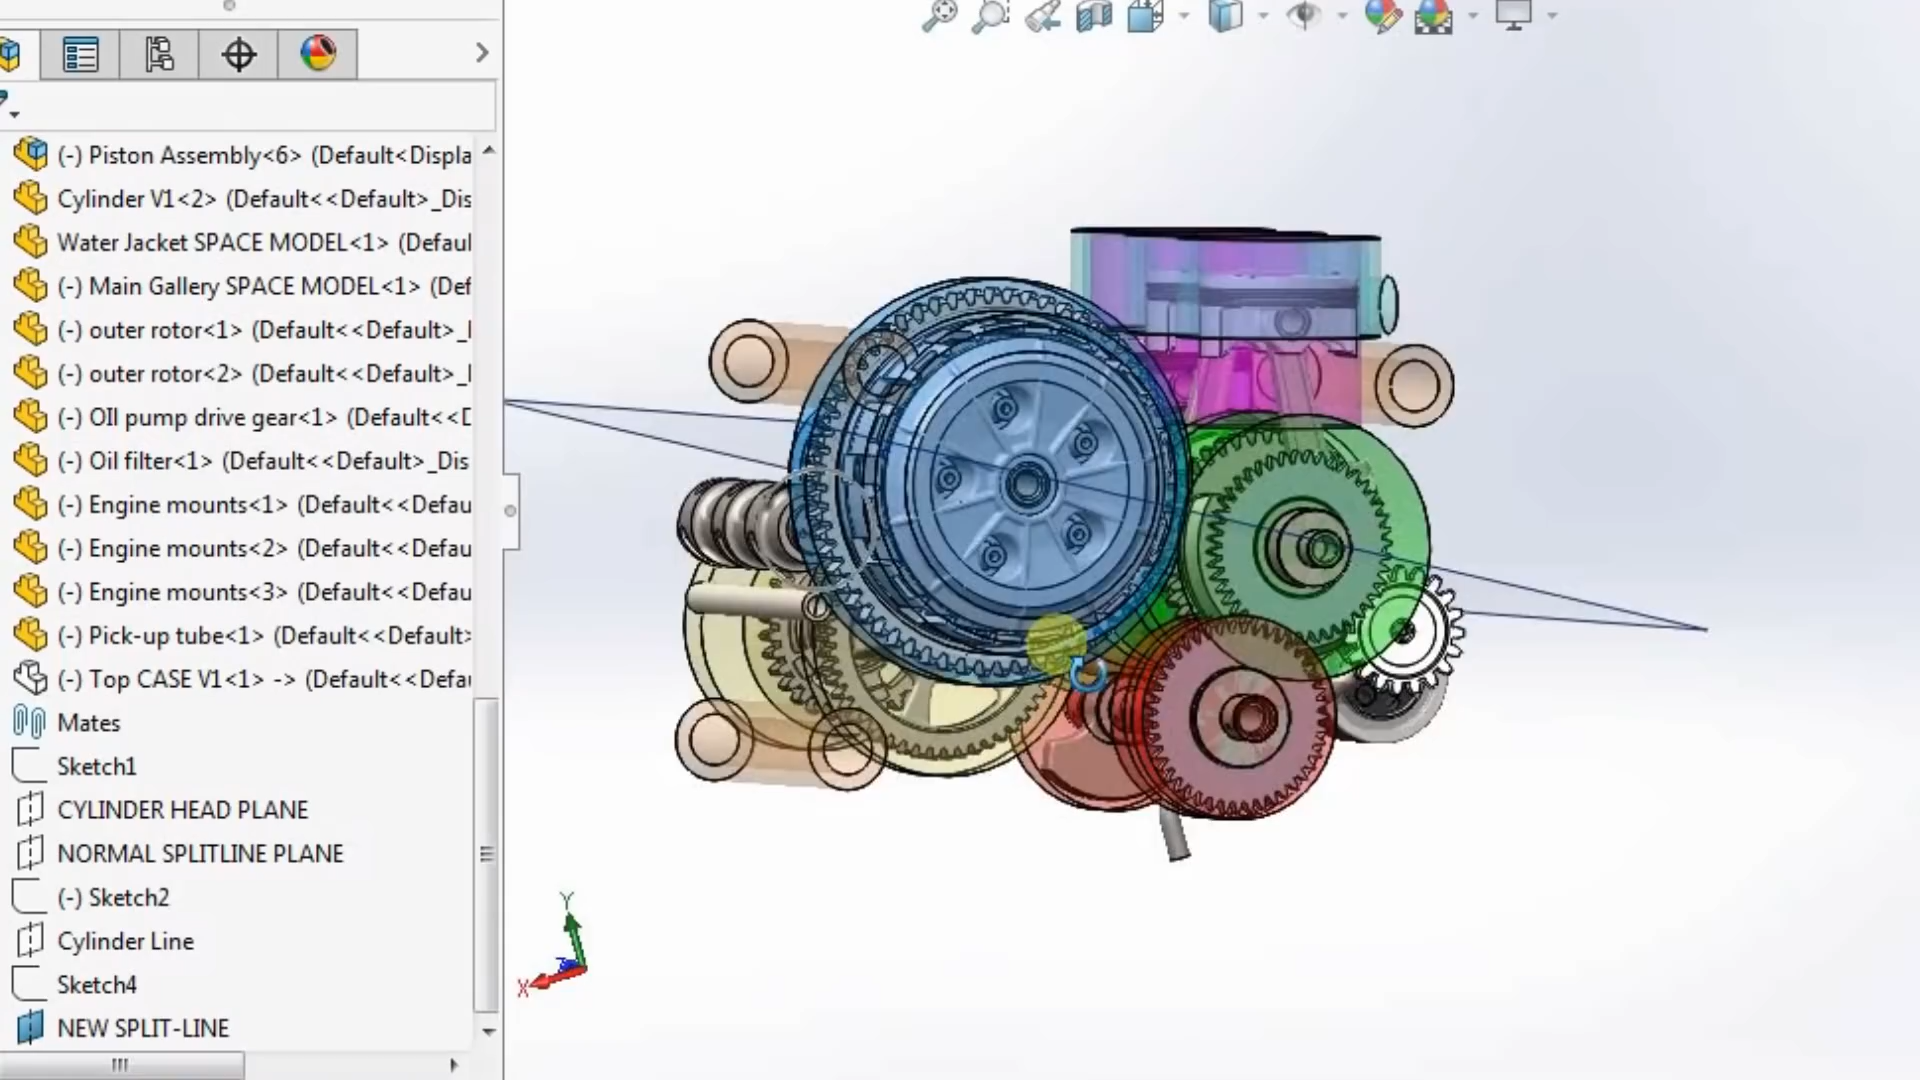 (-) Piston Assembly<6> (Default<Displa
Cylinder V1<2> (Default<<Default>_Dis
Water Jacket SPACE MODEL<1> (Defaul
(-) Main Gallery SPACE MODEL<1> (Def
(-) outer rotor<1> (Default<<Default>_
(-) outer rotor<2> (Default<<Default>_
(-) OIl pump drive gear<1> (Default<<D
(-) Oil filter<1> (Default<<Default>_Dis
(-) Engine mounts<1> (Default<<Defau
(-) Engine mounts<2> (Default<<Defau
(-) Engine mounts<3> (Default<<Defau
(-) Pick-up tube<1> (Default<<Default>
(-) Top CASE V1<1> -> (Default<<Defau
Mates
Sketch1
CYLINDER HEAD PLANE
NORMAL SPLITLINE PLANE
(-) Sketch2
Cylinder Line
Sketch4
NEW SPLIT-LINE
Y
X